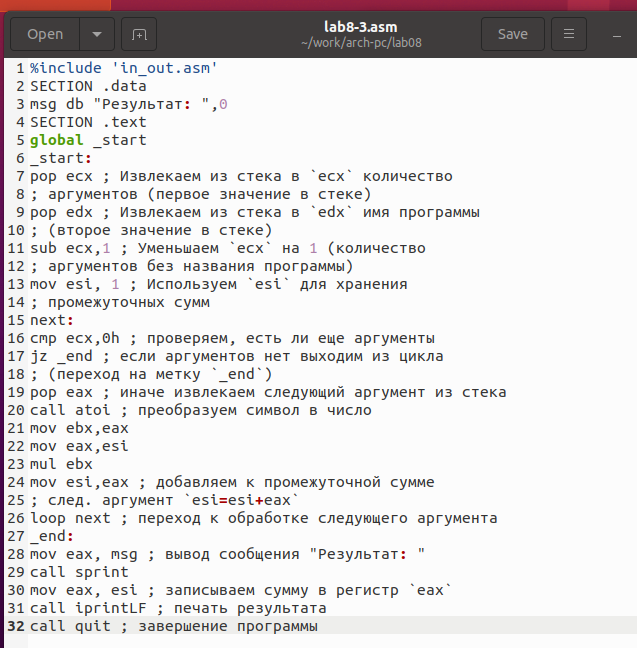 Open
lab8-3.asm
~/work/arch-pc/lab08
Save
1 %include 'in_out.asm'
2 SECTION .data
3 msg db "Результат: ",0
4 SECTION .text
5 global _start
6 _start:
7 pop ecx ; Извлекаем из стека в `ecx` количество
8 ; аргументов (первое значение в стеке)
9 pop edx ; Извлекаем из стека в `edx` имя программы
10 ; (второе значение в стеке)
11 sub ecx,1 ; Уменьшаем `ecx` на 1 (количество
12 ; аргументов без названия программы)
13 mov esi, 1 ; Используем `esi` для хранения
14 ; промежуточных сумм
15 next:
16 cmp ecx,0h ; проверяем, есть ли еще аргументы
17 jz _end ; если аргументов нет выходим из цикла
18 ; (переход на метку `_end`)
19 pop eax ; иначе извлекаем следующий аргумент из стека
20 call atoi ; преобразуем символ в число
21 mov ebx,eax
22 mov eax,esi
23 mul ebx
24 mov esi,eax ; добавляем к промежуточной сумме
25 ; след. аргумент `esi=esi+eax`
26 loop next ; переход к обработке следующего аргумента
27 _end:
28 mov eax, msg ; вывод сообщения "Результат: "
29 call sprint
30 mov eax, esi ; записываем сумму в регистр `eax`
31 call iprintLF ; печать результата
32 call quit ; завершение программы